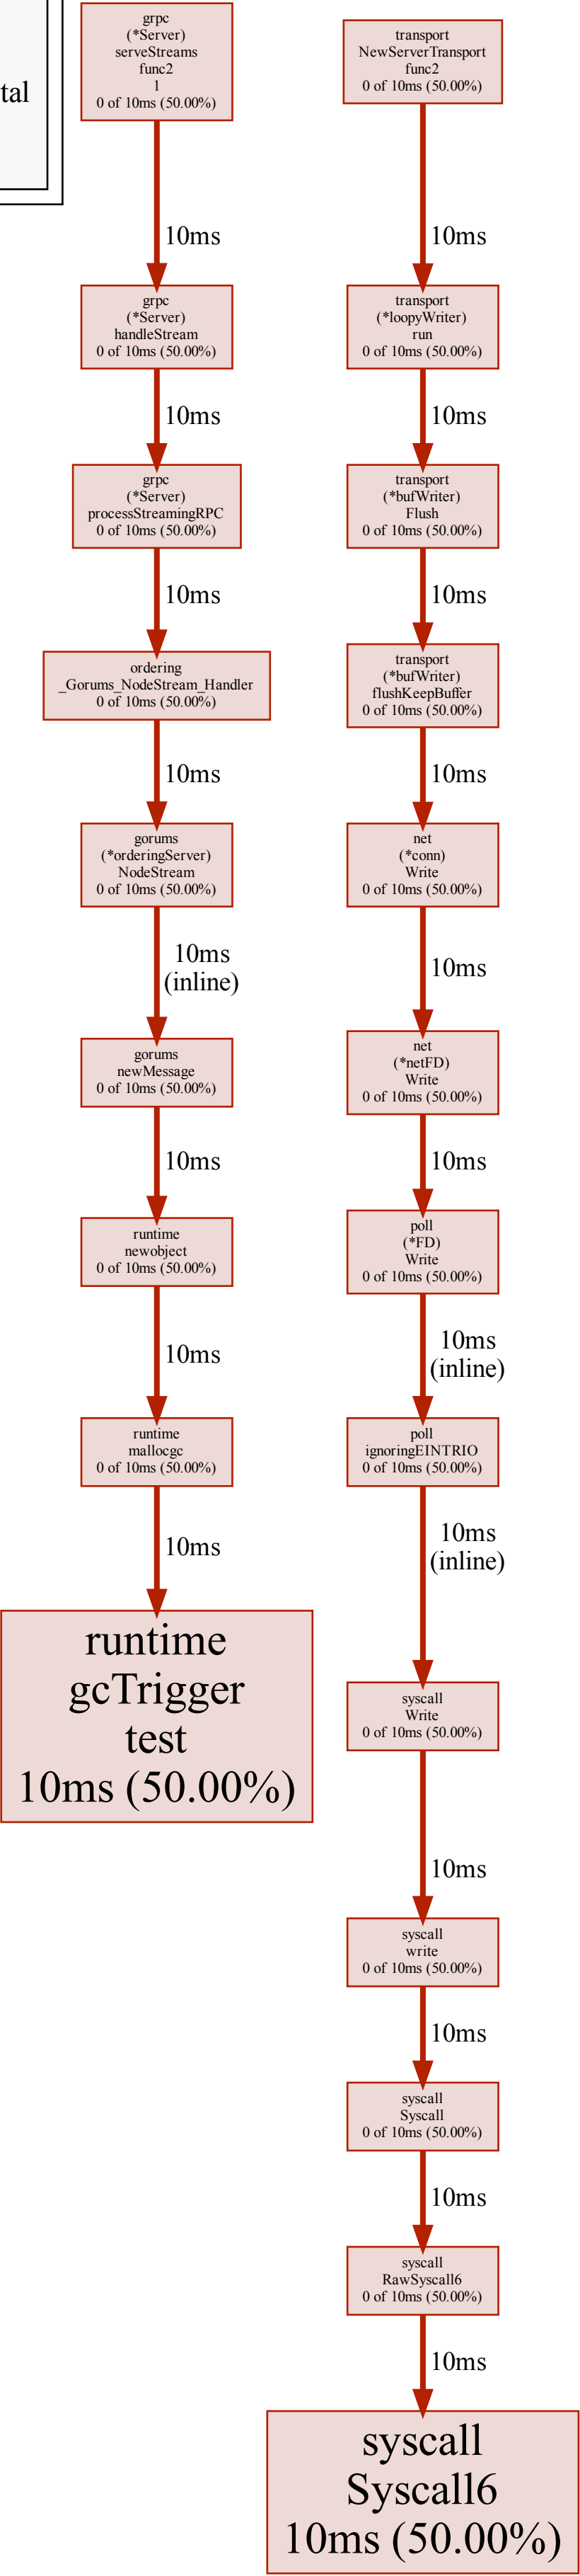 tal
grpc
(*Server)
serveStreams
func2
1
0 of 10ms (50.00%)
10ms
grpc
(*Server)
handleStream
0 of 10ms (50.00%)
10ms
grpc
(*Server)
processStreamingRPC
0 of 10ms (50.00%)
10ms
ordering
_Gorums_NodeStream_Handler
0 of 10ms (50.00%)
10ms
gorums
(*orderingServer)
NodeStream
0 of 10ms (50.00%)
10ms
(inline)
gorums
newMessage
0 of 10ms (50.00%)
10ms
runtime
newobject
0 of 10ms (50.00%)
10ms
runtime
mallocgc
0 of 10ms (50.00%)
10ms
runtime
gcTrigger
test
10ms (50.00%)
transport
NewServerTransport
func2
0 of 10ms (50.00%)
10ms
transport
(*loopyWriter)
run
0 of 10ms (50.00%)
10ms
transport
(*bufWriter)
Flush
0 of 10ms (50.00%)
10ms
transport
(*bufWriter)
flushKeepBuffer
0 of 10ms (50.00%)
10ms
net
(*conn)
Write
0 of 10ms (50.00%)
10ms
net
(*netFD)
Write
0 of 10ms (50.00%)
10ms
poll
(*FD)
Write
0 of 10ms (50.00%)
10ms
(inline)
poll
ignoringEINTRIO
0 of 10ms (50.00%)
10ms
(inline)
syscall
Write
0 of 10ms (50.00%)
10ms
syscall
write
0 of 10ms (50.00%)
10ms
syscall
Syscall
0 of 10ms (50.00%)
10ms
syscall
RawSyscall6
0 of 10ms (50.00%)
10ms
syscall
Syscall6
10ms (50.00%)